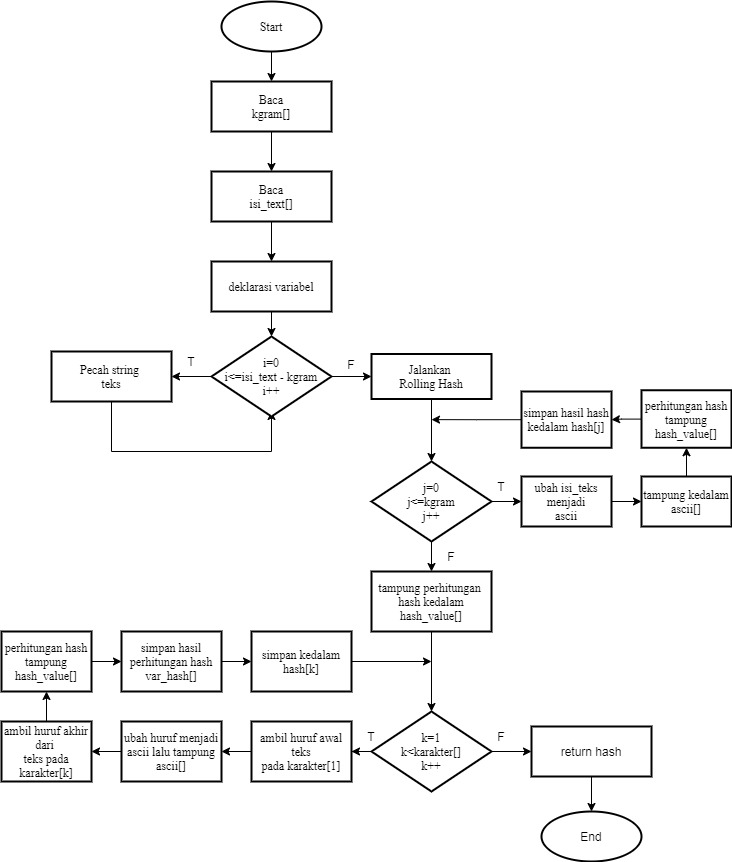 Start
Baca
kgram[]
Baca
isi_text[]
deklarasi variabel
i=0
i<=isi_text - kgram
i++
T
Pecah string
teks
F
Jalankan
Rolling Hash
j=0
j<=kgram
j++
T
ubah isi_teks
menjadi
ascii
tampung kedalam
ascii[]
perhitungan hash
tampung
hash_value[]
simpan hasil hash
kedalam hash[j]
F
tampung perhitungan
hash kedalam
hash_value[]
k=1
k<karakter[]
k++
T
ambil huruf awal
teks
pada karakter[1]
ubah huruf menjadi
ascii lalu tampung
ascii[]
ambil huruf akhir
dari
teks pada
karakter[k]
perhitungan hash
tampung
hash_value[]
simpan hasil
perhitungan hash
var_hash[]
simpan kedalam
hash[k]
F
return hash
End